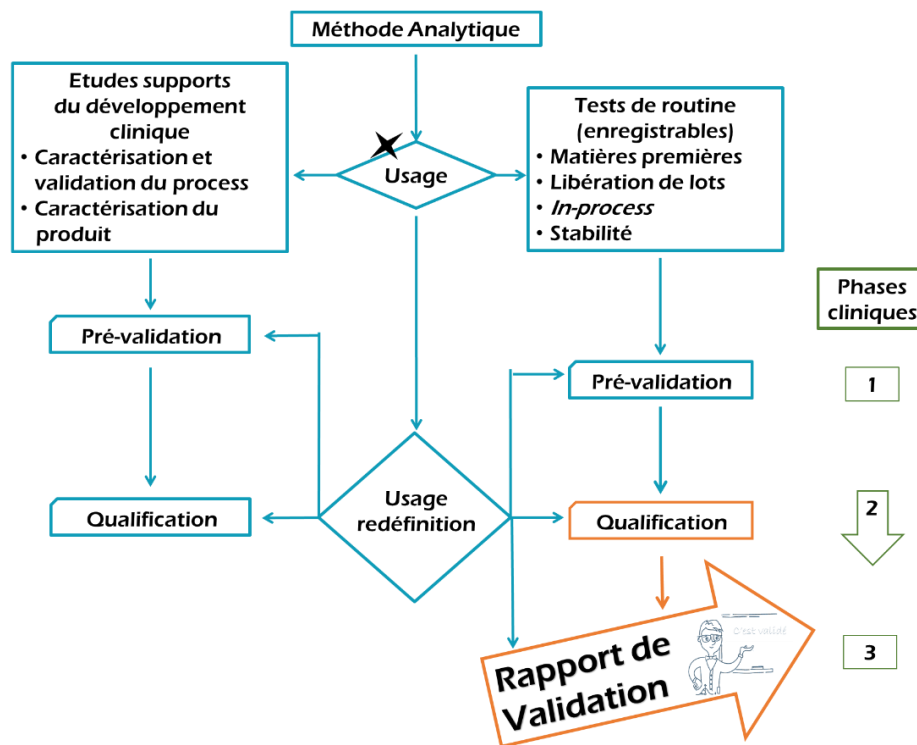 Méthode Analytique
Etudes supports
du développement
clinique
• Caractérisation et
validation du process
• Caractérisation du
produit
Usage
Tests de routine
(enregistrables)
• Matières premières
• Libération de lots
• In-process
• Stabilité
Phases
cliniques
Pré-validation
Pré-validation
1
Usage
redéfinition
Qualification
Qualification
2
Rapport de
Validation
C'est validé
3